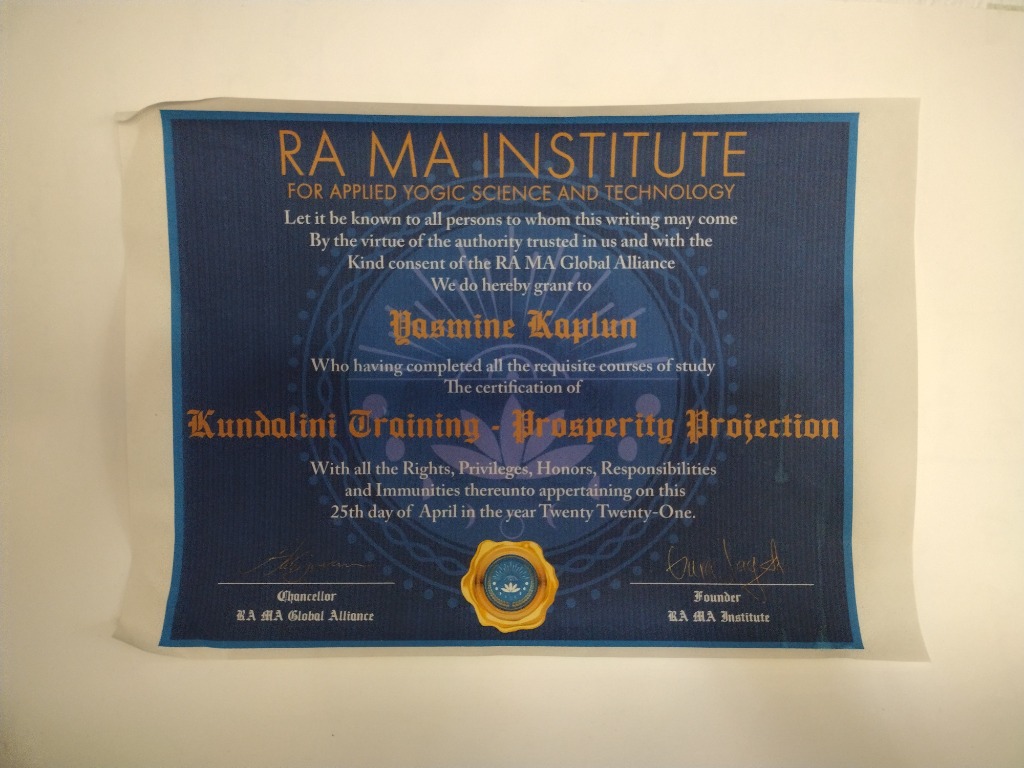 RA MA INSTITUTE
FOR APPLIED YOGIC SCIENCE AND TECHNOLOGY
Let it be known to all persons to whom this writing may come
By the virtue of the authority trusted in us and with the
Kind consent of the RA MA Global Alliance
We do hereby grant to
Yasmine Kaplun
Who having completed all the requisite courses of study
The certification of
Kundalini Training - Prosperity Projection
With all the Rights, Privileges, Honors, Responsibilities
and Immunities thereunto appertaining on this
25th day of April in the year Twenty Twenty-One.
Chancellor
RA MA Global Alliance
Founder
RA MA Institute